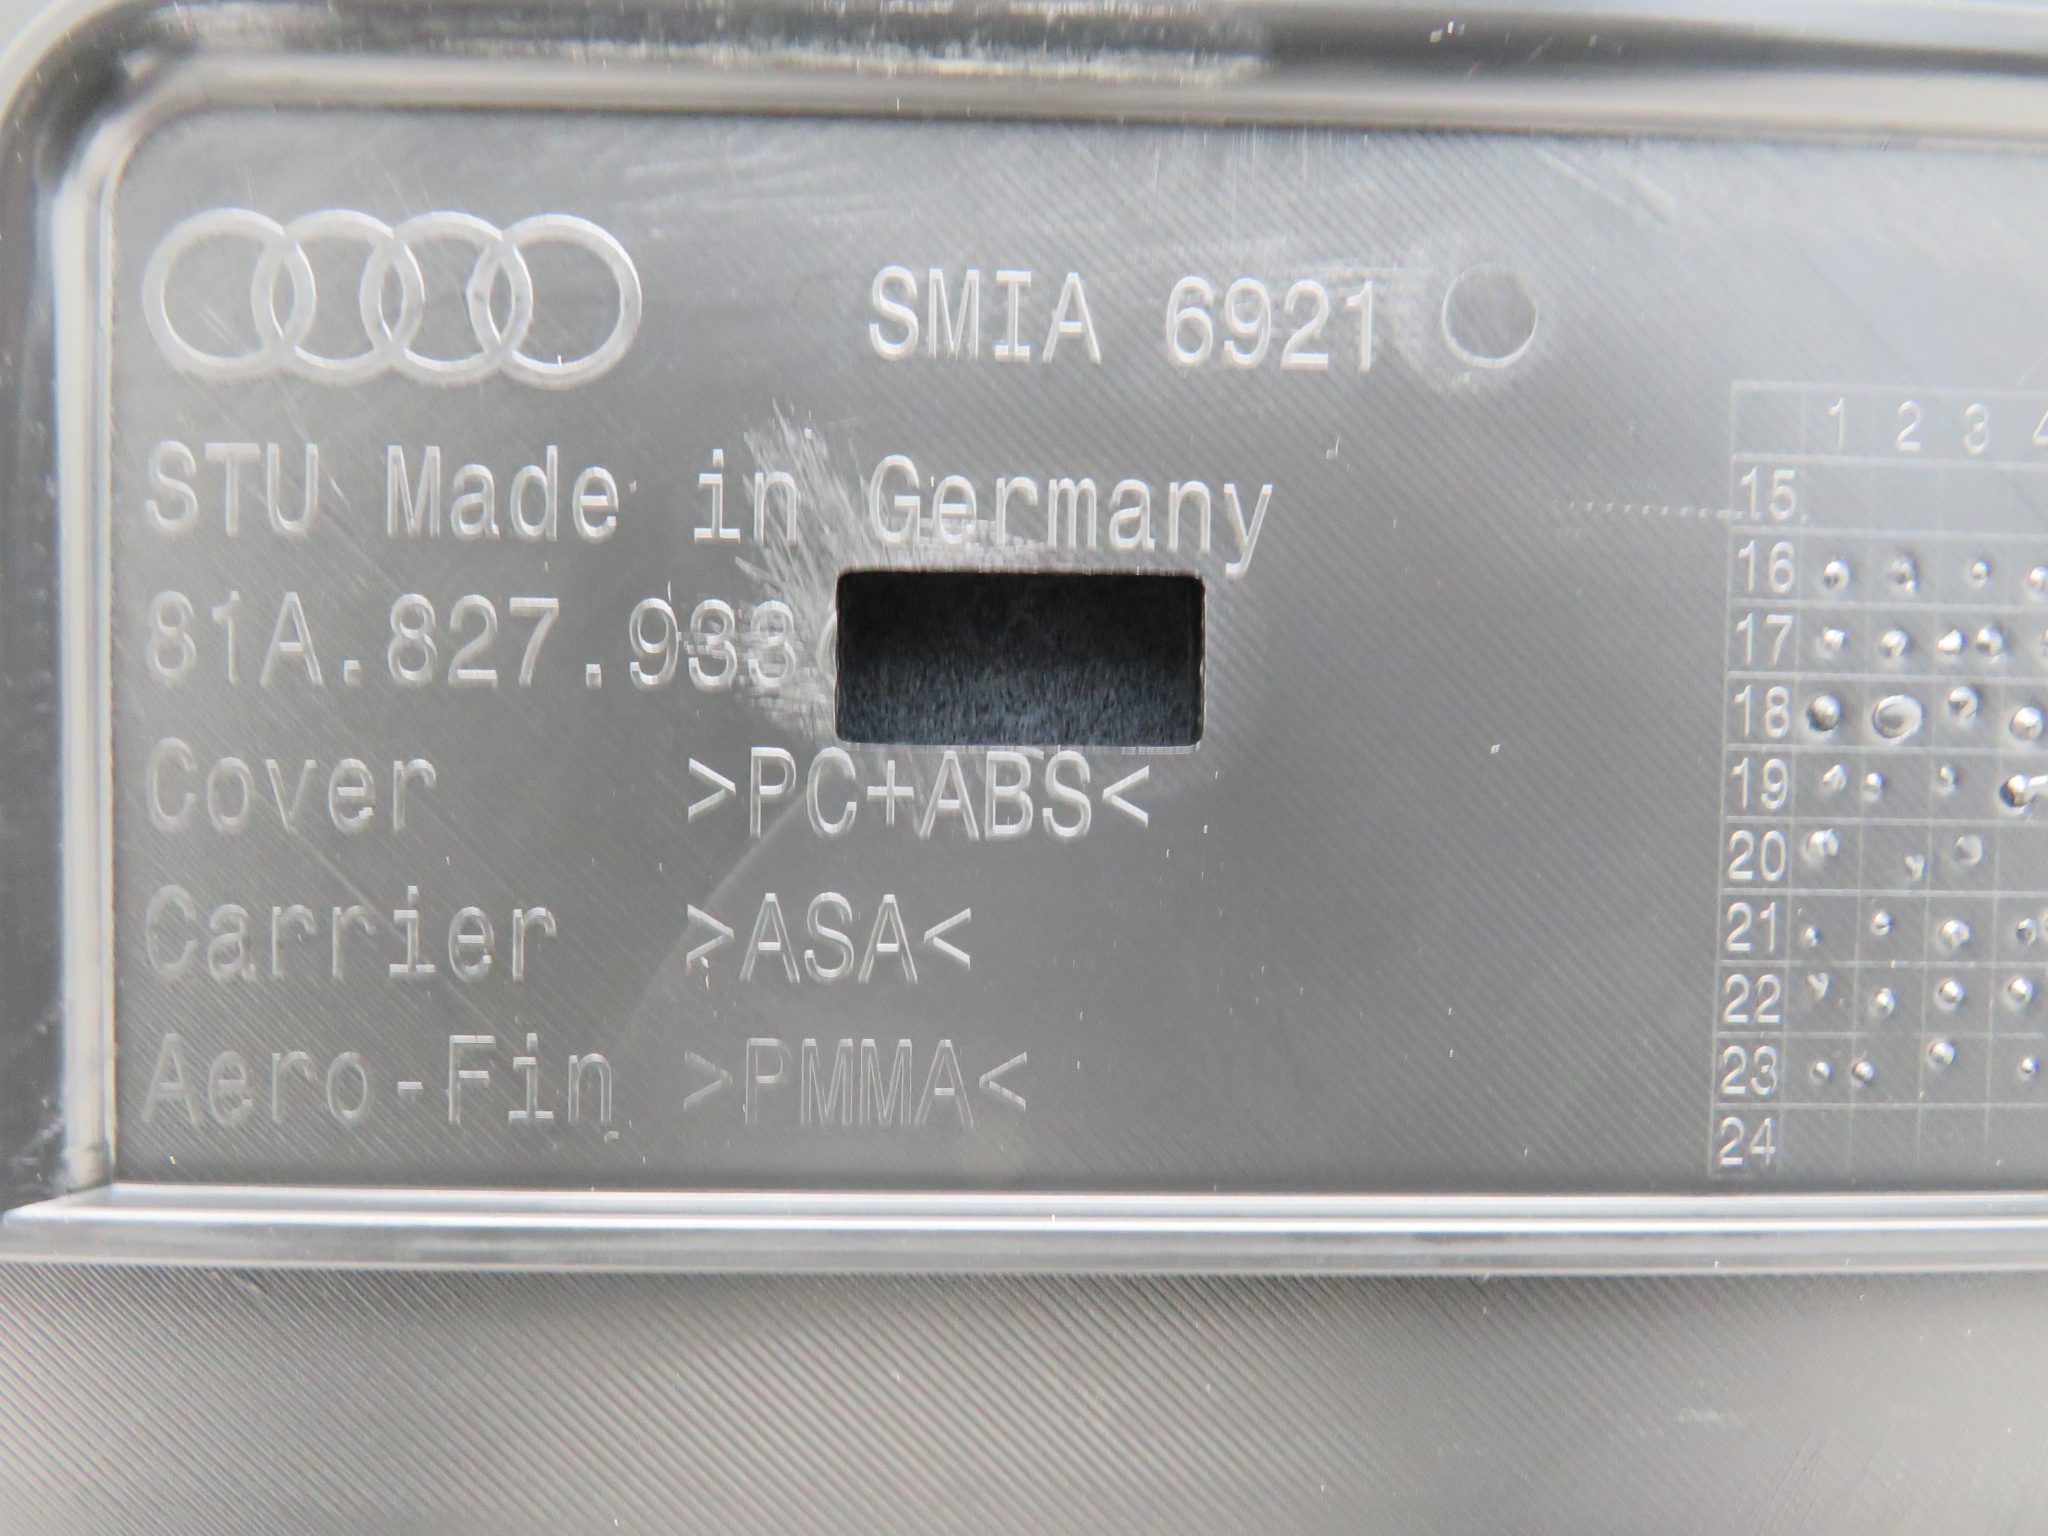 SMIA 6921
STU Made in Germany
81A.827.933
Cover >PC+ABS<
Carrier >ASA<
Aero-Fin >PMMA<
1 2 3 4
15
16
17
18
19
20
21
22
23
24